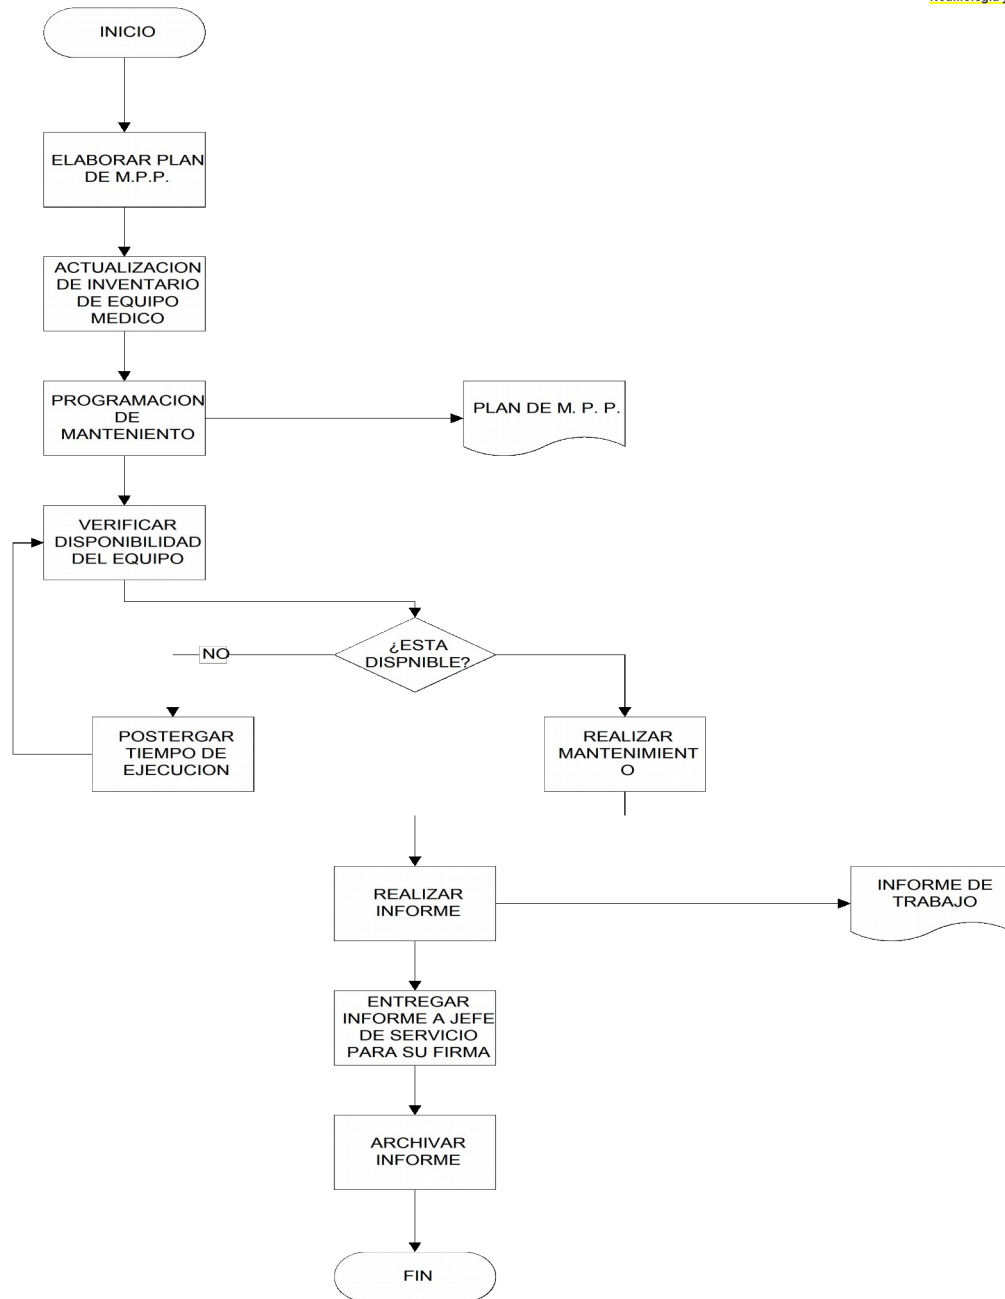 INICIO
ELABORAR PLAN
DE M.P.P.
ACTUALIZACION
DE INVENTARIO
DE EQUIPO
MEDICO
PROGRAMACION
DE
MANTENIENTO
PLAN DE M. P. P.
VERIFICAR
DISPONIBILIDAD
DEL EQUIPO
¿ESTA
DISPNIBLE?
NO
POSTERGAR
TIEMPO DE
EJECUCION
REALIZAR
MANTENIMIENT
O
REALIZAR
INFORME
INFORME DE
TRABAJO
ENTREGAR
INFORME A JEFE
DE SERVICIO
PARA SU FIRMA
ARCHIVAR
INFORME
FIN